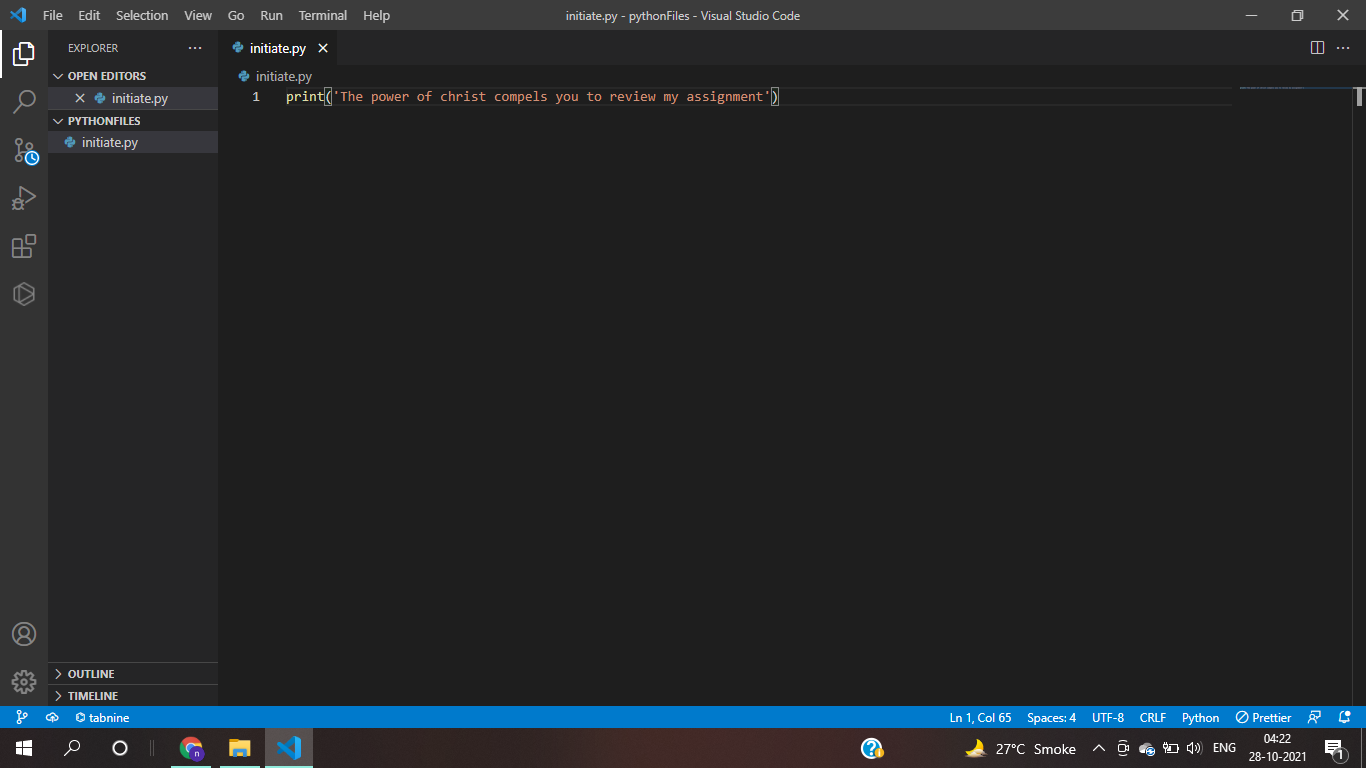 File Edit Selection View Go Run Terminal Help
initiate.py - pythonFiles - Visual Studio Code
EXPLORER
OPEN EDITORS
initiate.py
PYTHONFILES
initiate.py
OUTLINE
TIMELINE
initiate.py
initiate.py
1 print('The power of christ compels you to review my assignment')
tabnine
Ln 1, Col 65 Spaces: 4 UTF-8 CRLF Python Prettier
n
27°C Smoke
ENG
04:22
28-10-2021
1